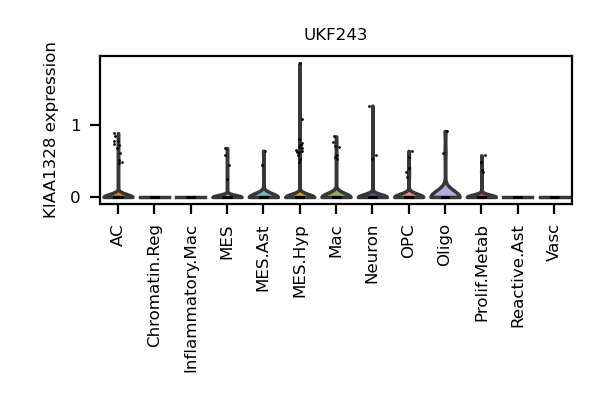 UKF243
KIAA1328 expression
1
0
AC
Chromatin.Reg
Inflammatory.Mac
MES
MES.Ast
MES.Hyp
Mac
Neuron
OPC
Oligo
Prolif.Metab
Reactive.Ast
Vasc